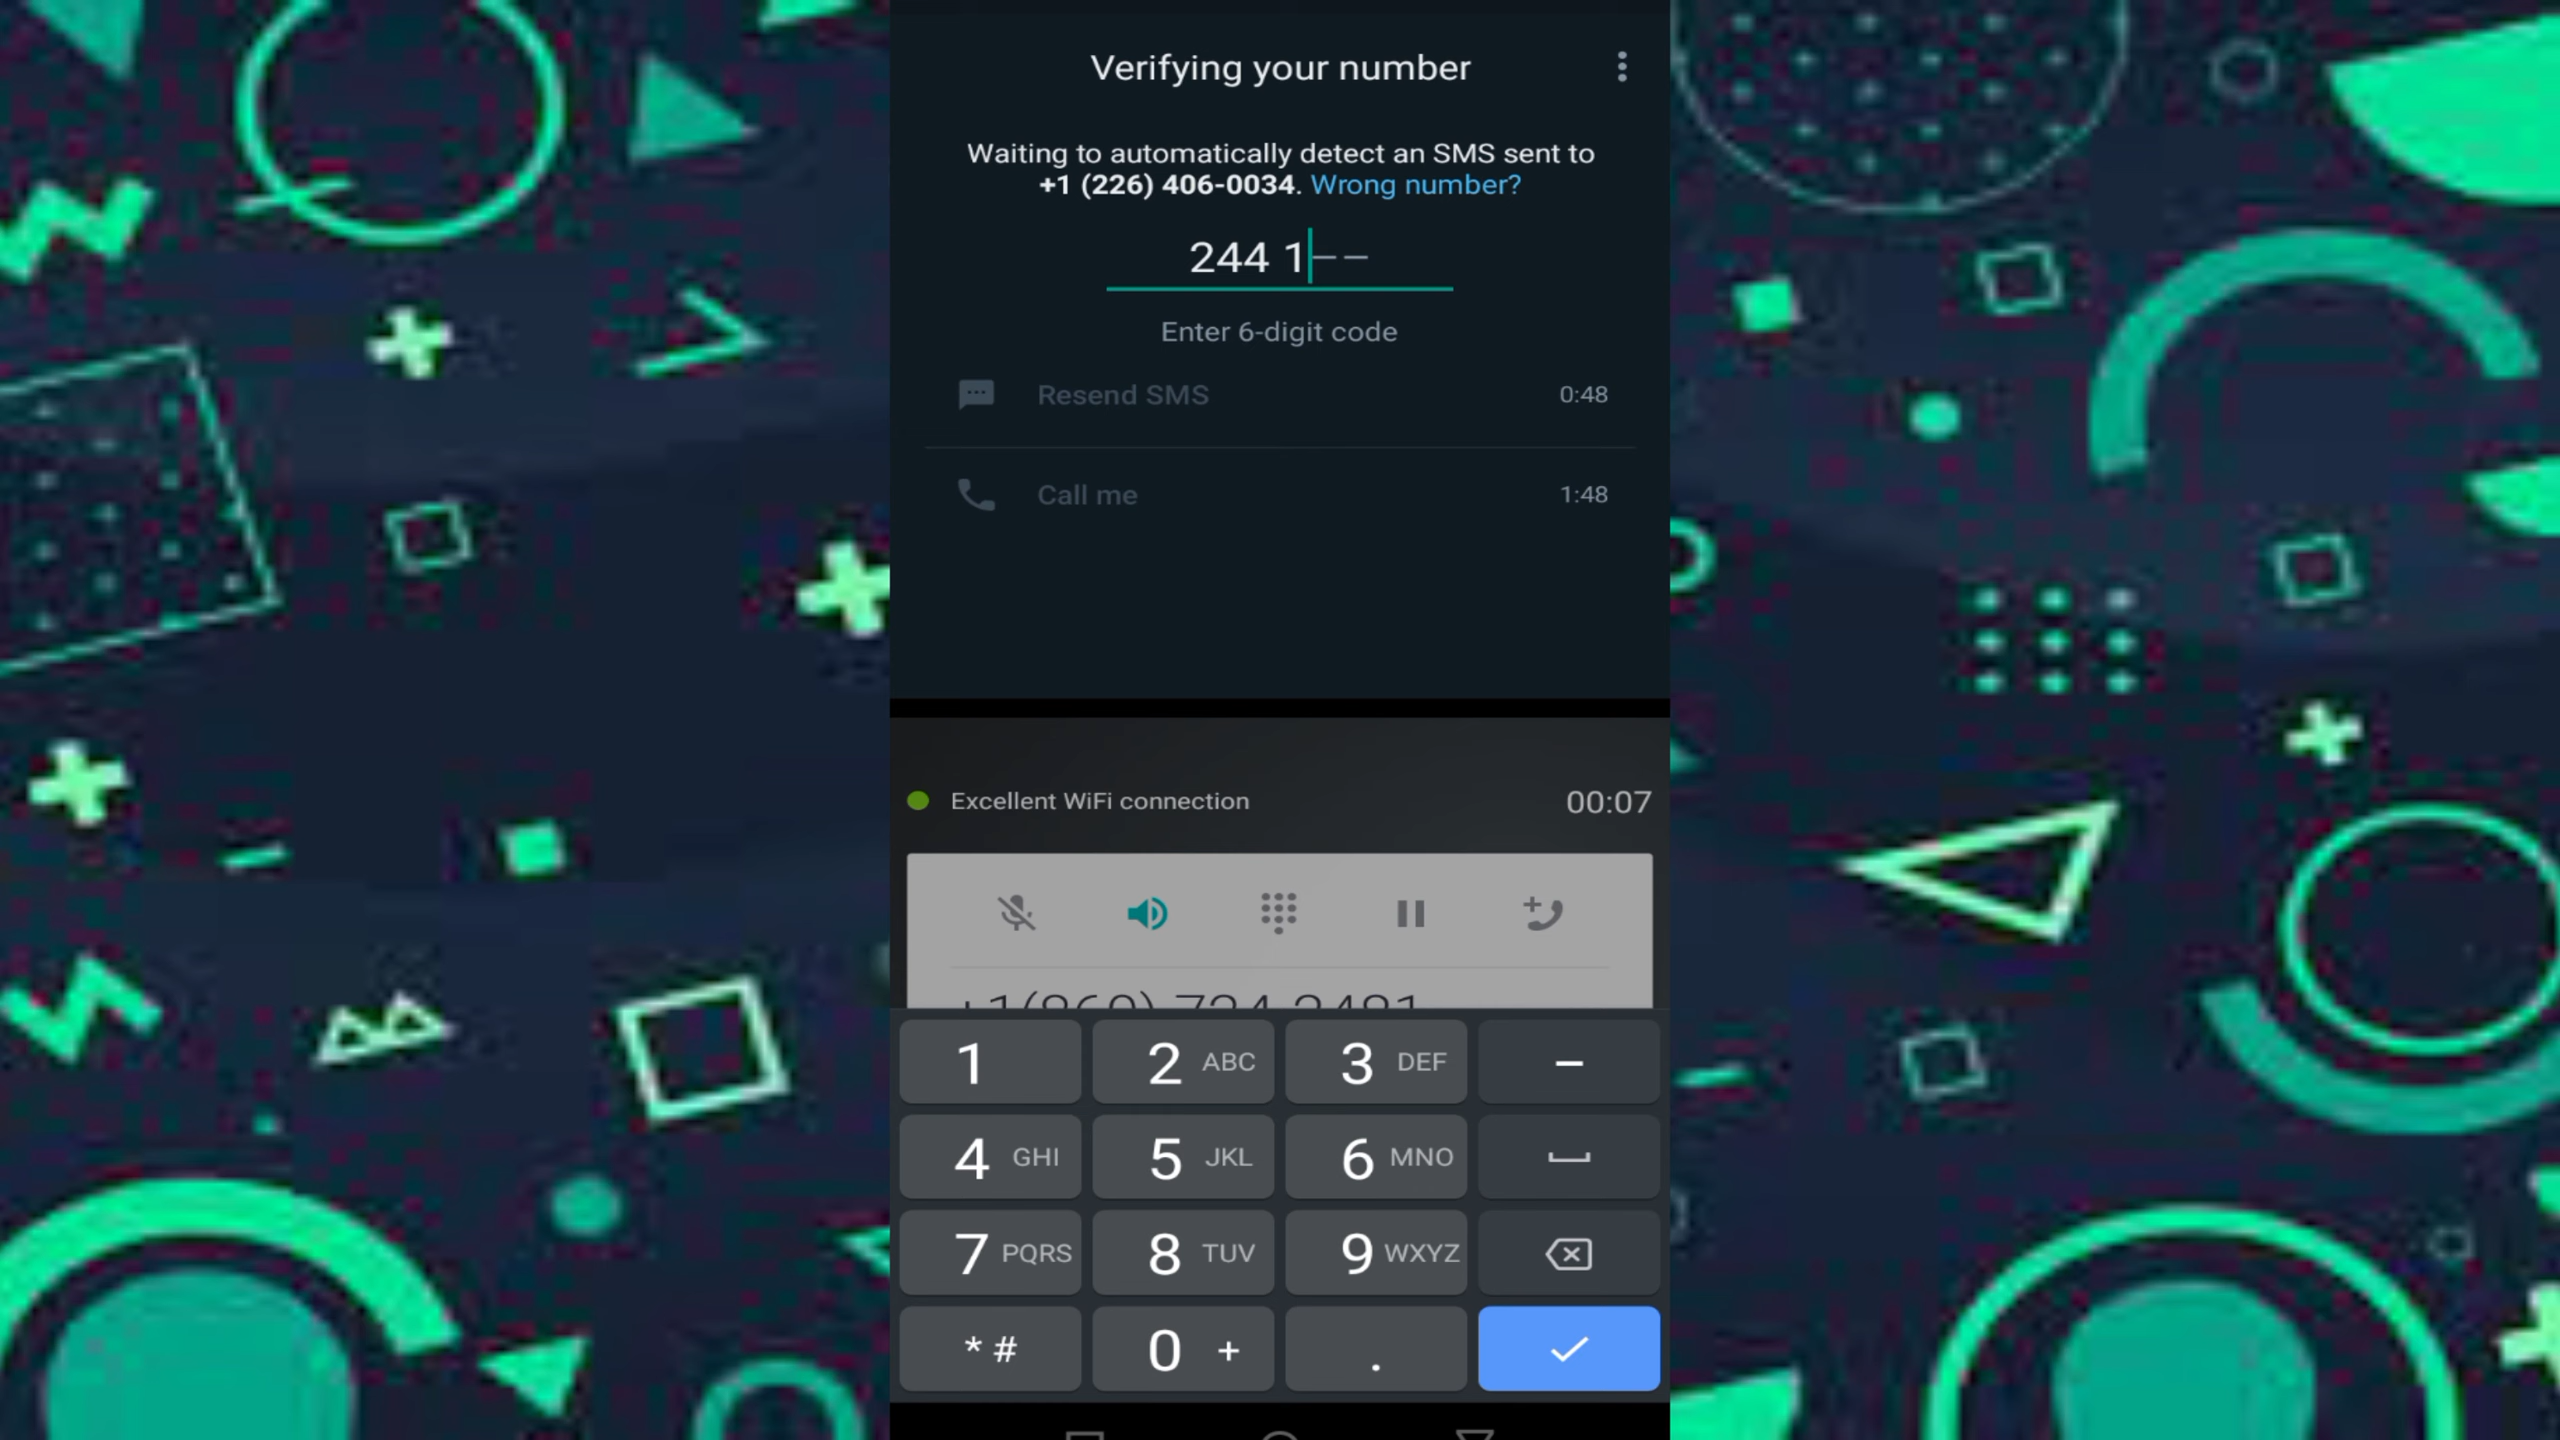 Verifying your number
Waiting to automatically detect an SMS sent to
+1 (226) 406-0034. Wrong number?
244 1――
Enter 6-digit code
Resend SMS 0:48
Call me 1:48
Excellent WiFi connection 00:07
1 2 ABC 3 DEF –
4 GHI 5 JKL 6 MNO
7 PQRS 8 TUV 9 WXYZ
* # 0 + .